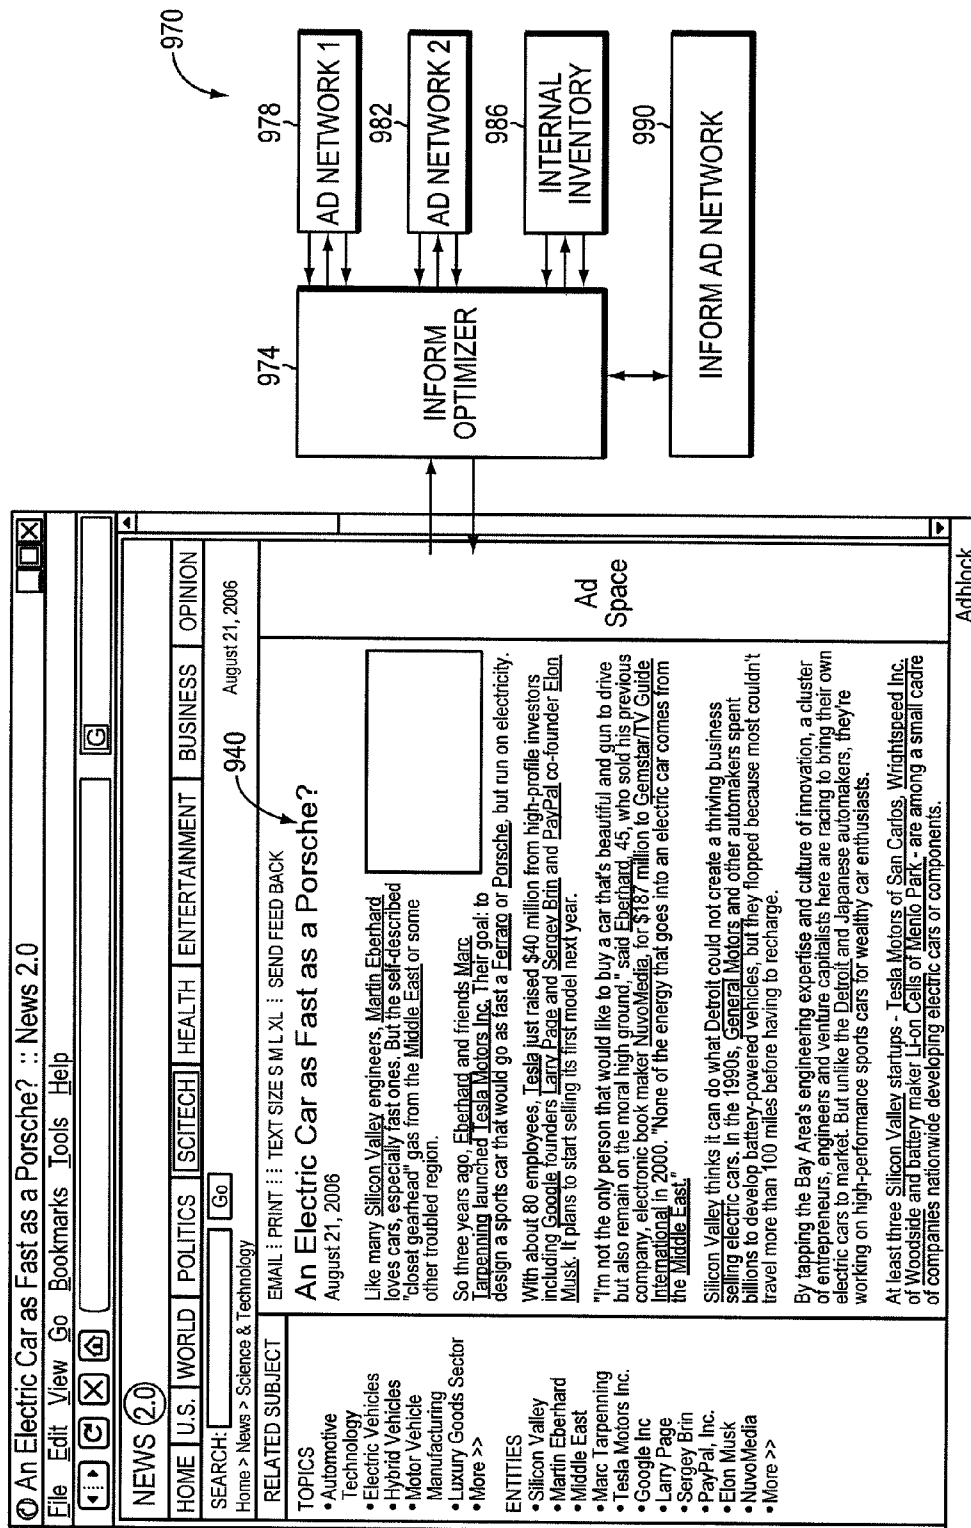 An Electric Car as Fast as a Porsche? :: News 2.0
File Edit View Go Bookmarks Tools Help
G
NEWS 2.0
HOME U.S. WORLD POLITICS SCITECH HEALTH ENTERTAINMENT BUSINESS OPINION
SEARCH: Go
August 21, 2006
Home > News > Science & Technology
RELATED SUBJECT
TOPICS
• Automotive
Technology
• Electric Vehicles
• Hybrid Vehicles
• Motor Vehicle
Manufacturing
• Luxury Goods Sector
• More >>
ENTITIES
• Silicon Valley
• Martin Eberhard
• Middle East
• Marc Tarpenning
• Tesla Motors Inc.
• Google Inc
• Larry Page
• Sergey Brin
• PayPal, Inc.
• Elon Musk
• NuvoMedia
• More >>
EMAIL ⋮ PRINT ⋮⋮ TEXT SIZE S M L XL ⋮ SEND FEED BACK
An Electric Car as Fast as a Porsche?
940
August 21, 2006
Like many Silicon Valley engineers, Martin Eberhard
loves cars, especially fast ones. But the self-described
"closet gearhead" gas from the Middle East or some
other troubled region.
So three years ago, Eberhard and friends Marc
Tarpenning launched Tesla Motors Inc. Their goal: to
design a sports car that would go as fast a Ferraro or Porsche, but run on electricity.
With about 80 employees, Tesla just raised $40 million from high-profile investors
including Google founders Larry Page and Sergey Brin and PayPal co-founder Elon
Musk. It plans to start selling its first model next year.
"I'm not the only person that would like to buy a car that's beautiful and gun to drive
but also remain on the moral high ground," said Eberhard, 45, who sold his previous
company, electronic book maker NuvoMedia, for $187 million to Gemstar/TV Guide
International in 2000. "None of the energy that goes into an electric car comes from
the Middle East."
Silicon Valley thinks it can do what Detroit could not create a thriving business
selling electric cars. In the 1990s, General Motors and other automakers spent
billions to develop battery-powered vehicles, but they flopped because most couldn't
travel more than 100 miles before having to recharge.
By tapping the Bay Area's engineering expertise and culture of innovation, a cluster
of entrepreneurs, engineers and venture capitalists here are racing to bring their own
electric cars to market. But unlike the Detroit and Japanese automakers, they're
working on high-performance sports cars for wealthy car enthusiasts.
At least three Silicon Valley startups - Tesla Motors of San Carlos, Wrightspeed Inc.
of Woodside and battery maker LI-on Cells of Menlo Park - are among a small cadre
of companies nationwide developing electric cars or components.
Ad
Space
Adblock
970
974
INFORM
OPTIMIZER
978
AD NETWORK 1
982
AD NETWORK 2
986
INTERNAL
INVENTORY
990
INFORM AD NETWORK